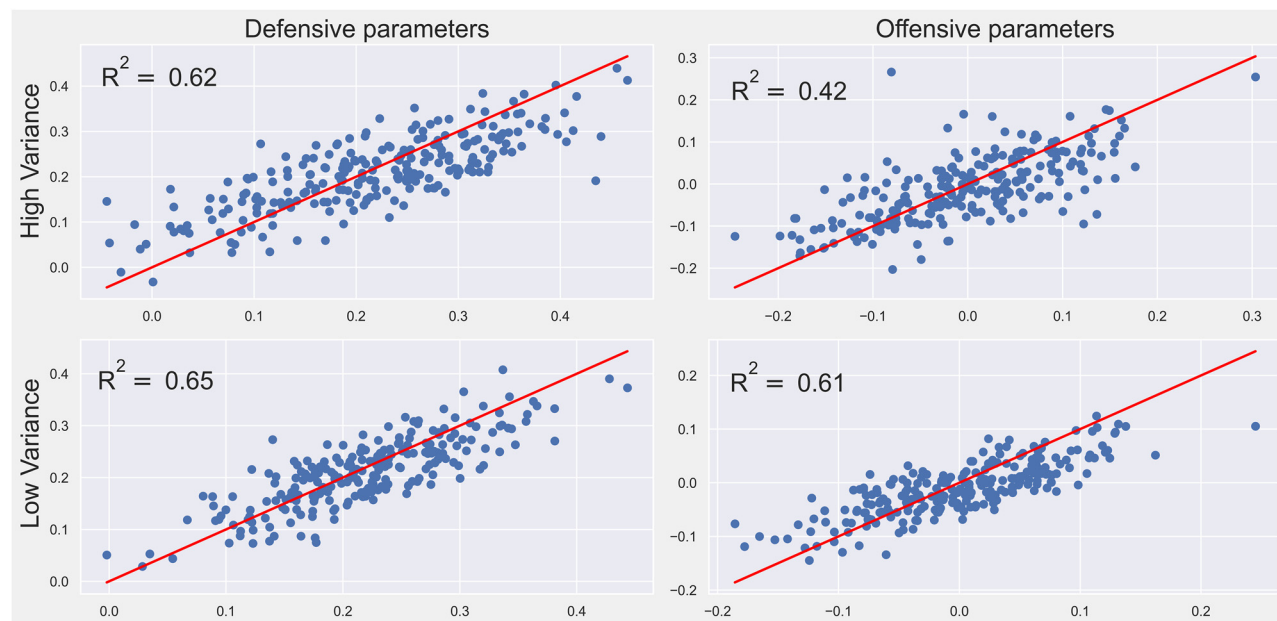 Defensive parameters
Offensive parameters
High Variance
R² = 0.62
0.4
0.3
0.2
0.1
0.0
0.0 0.1 0.2 0.3 0.4
R² = 0.42
0.3
0.2
0.1
0.0
−0.1
−0.2
−0.2 −0.1 0.0 0.1 0.2 0.3
Low Variance
R² = 0.65
0.4
0.3
0.2
0.1
0.0
0.0 0.1 0.2 0.3 0.4
R² = 0.61
0.2
0.1
0.0
−0.1
−0.2
−0.2 −0.1 0.0 0.1 0.2